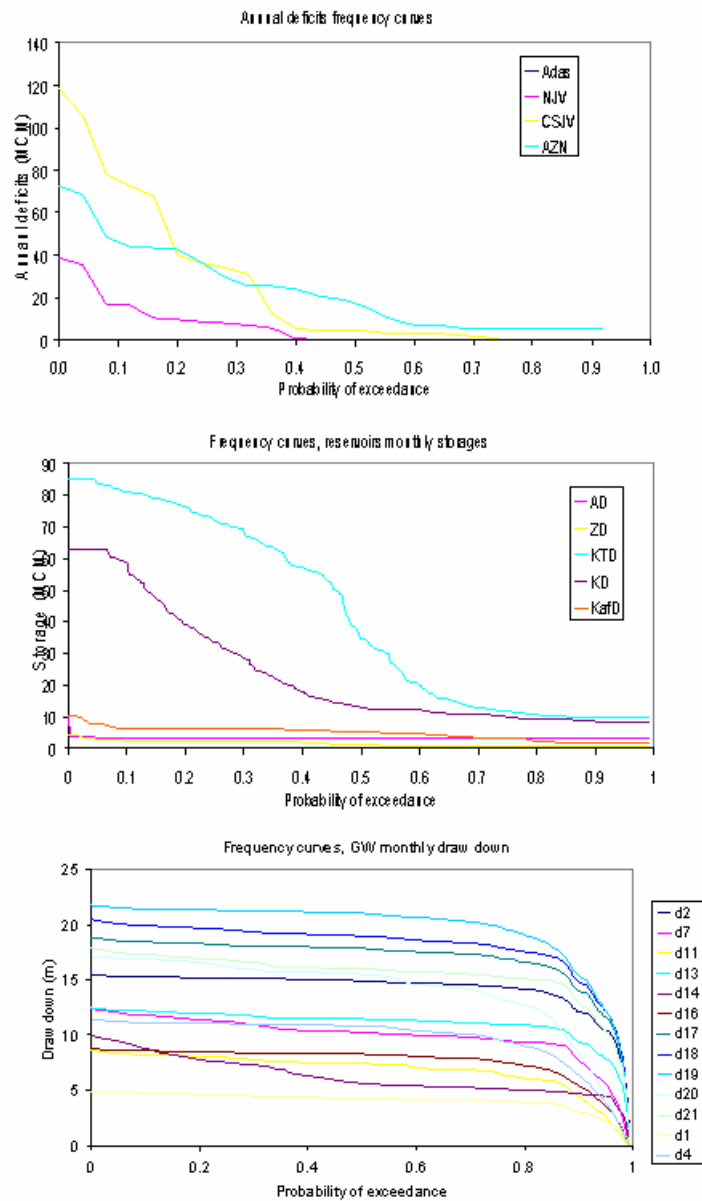 Annual deficits frequency curves
140
120
100
80
60
40
20
0
Annual deficits (MCM)
Adas
NJV
CSJV
AZN
0.0 0.1 0.2 0.3 0.4 0.5 0.6 0.7 0.8 0.9 1.0
Probability of exceedance
Frequency curves, reservoirs monthly storages
90
80
70
60
50
40
30
20
10
0
Storage (MCM)
AD
ZD
KTD
KD
KafD
0 0.1 0.2 0.3 0.4 0.5 0.6 0.7 0.8 0.9 1
Probability of exceedance
Frequency curves, GW monthly draw down
25
20
15
10
5
0
Draw down (m)
d2
d7
d11
d13
d14
d16
d17
d18
d19
d20
d21
d1
d4
0 0.2 0.4 0.6 0.8 1
Probability of exceedance